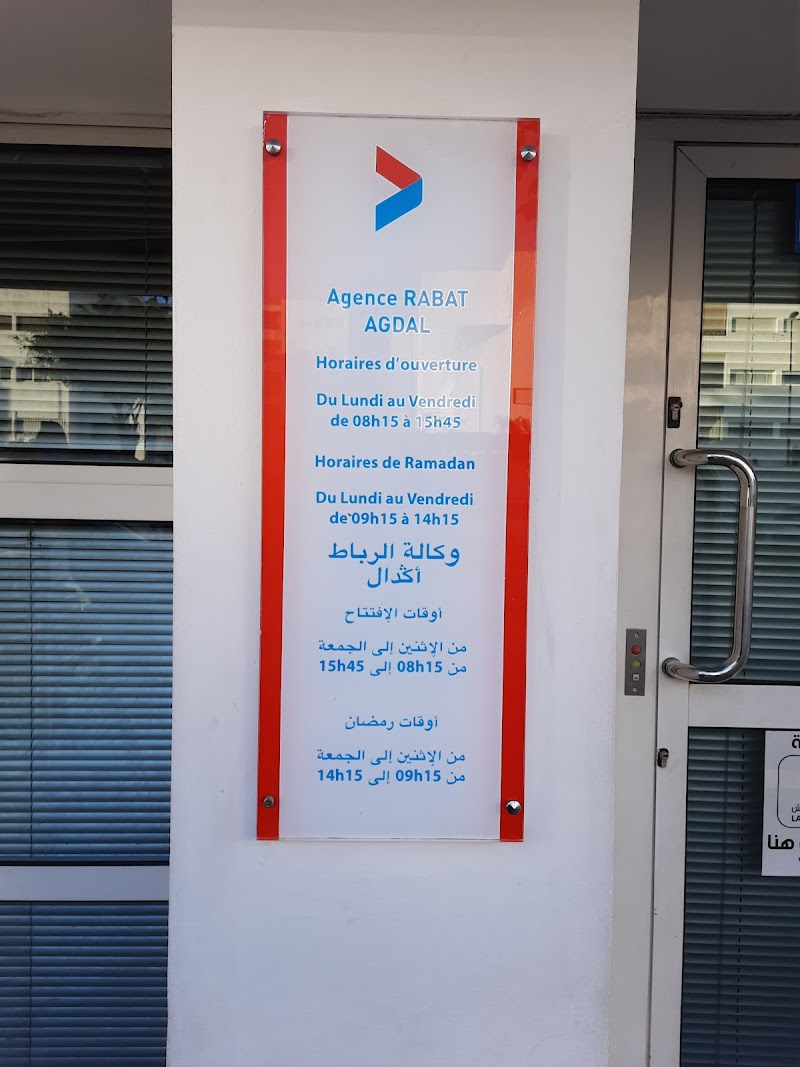 Agence RABAT
AGDAL
Horaires d'ouverture
Du Lundi au Vendredi
de 08h15 à 15h45
Horaires de Ramadan
Du Lundi au Vendredi
de 09h15 à 14h15
وكالة الرباط
أڭدال
أوقات الإفتتاح
من الإثنين إلى الجمعة
من 08h15 إلى 15h45
أوقات رمضان
من الإثنين إلى الجمعة
من 09h15 إلى 14h15
هنا